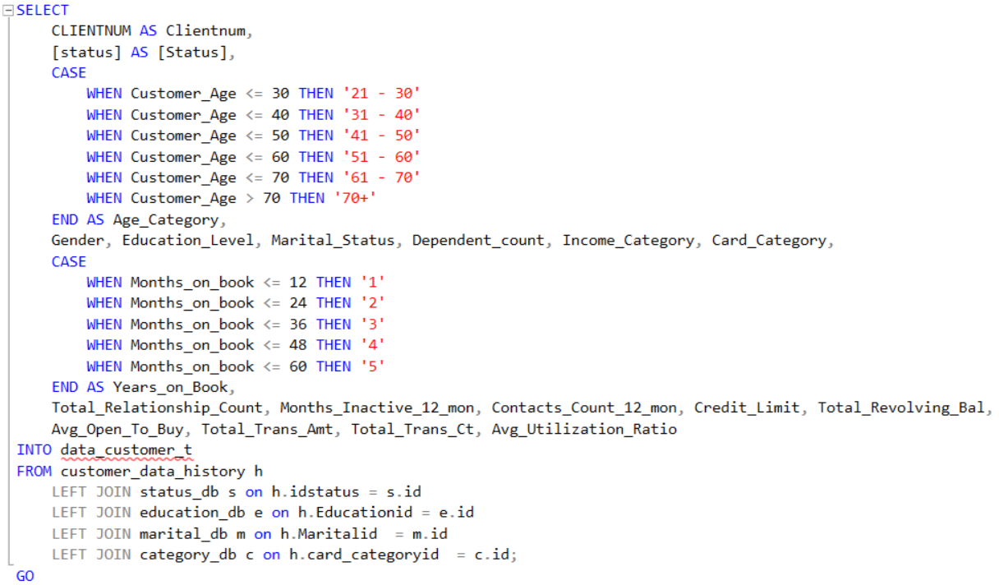 SELECT
CLIENTNUM AS Clientnum,
[status] AS [Status],
CASE
WHEN Customer_Age <= 30 THEN '21 - 30'
WHEN Customer_Age <= 40 THEN '31 - 40'
WHEN Customer_Age <= 50 THEN '41 - 50'
WHEN Customer_Age <= 60 THEN '51 - 60'
WHEN Customer_Age <= 70 THEN '61 - 70'
WHEN Customer_Age > 70 THEN '70+'
END AS Age_Category,
Gender, Education_Level, Marital_Status, Dependent_count, Income_Category, Card_Category,
CASE
WHEN Months_on_book <= 12 THEN '1'
WHEN Months_on_book <= 24 THEN '2'
WHEN Months_on_book <= 36 THEN '3'
WHEN Months_on_book <= 48 THEN '4'
WHEN Months_on_book <= 60 THEN '5'
END AS Years_on_Book,
Total_Relationship_Count, Months_Inactive_12_mon, Contacts_Count_12_mon, Credit_Limit, Total_Revolving_Bal,
Avg_Open_To_Buy, Total_Trans_Amt, Total_Trans_Ct, Avg_Utilization_Ratio
INTO data_customer_t
FROM customer_data_history h
LEFT JOIN status_db s on h.idstatus = s.id
LEFT JOIN education_db e on h.Educationid = e.id
LEFT JOIN marital_db m on h.Maritalid  = m.id
LEFT JOIN category_db c on h.card_categoryid  = c.id;
GO